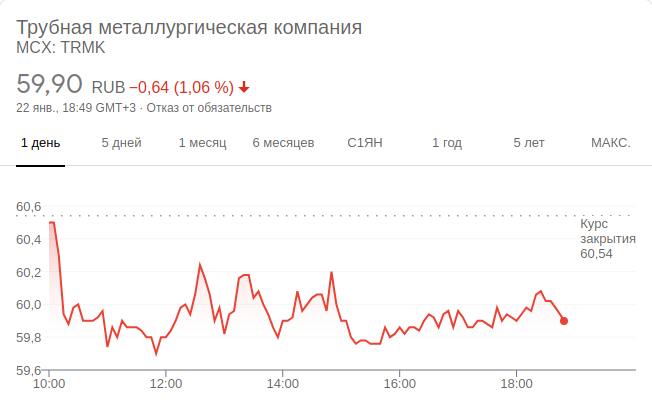 Трубная металлургическая компания
MCX: TRMK
59,90 RUB −0,64 (1,06 %)
22 янв., 18:49 GMT+3 · Отказ от обязательств
1 день 5 дней 1 месяц 6 месяцев С1ЯН 1 год 5 лет МАКС.
60,6
Курс
закрытия
60,54
60,4
60,2
60,0
59,8
59,6
10:00 12:00 14:00 16:00 18:00